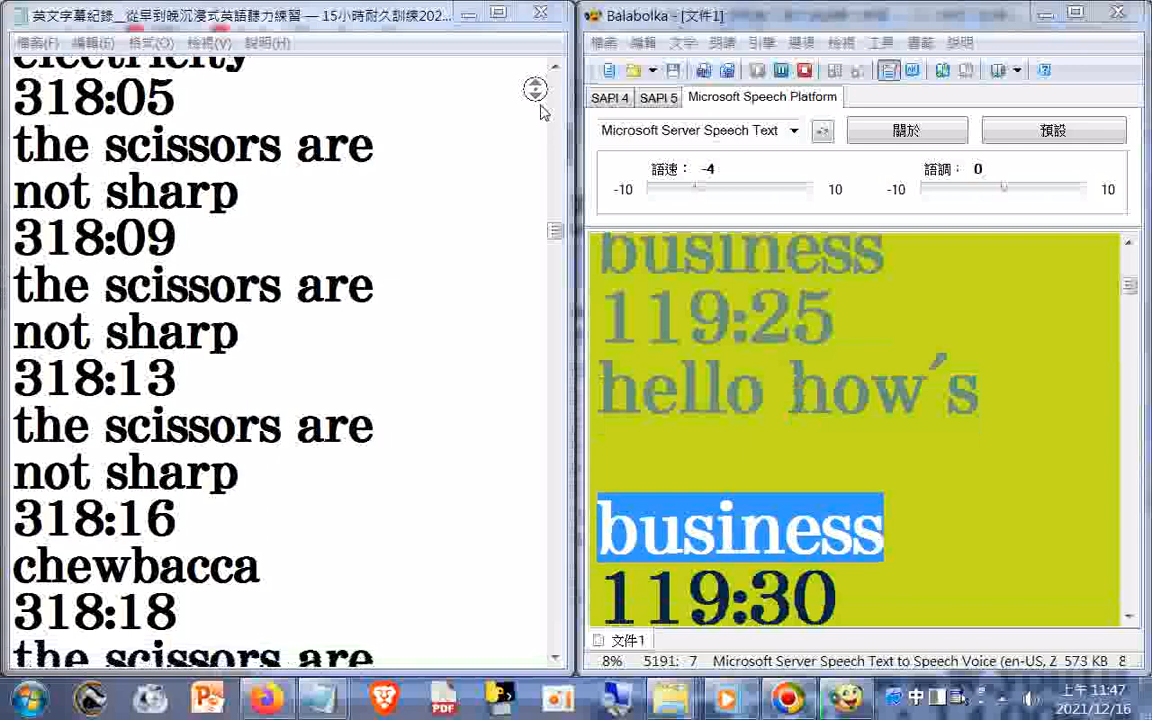 英文字幕紀錄__從早到晚沉浸式英語聽力練習 — 15小時耐久訓練202...
檔案(F) 編輯(E) 格式(O) 檢視(V) 說明(H)
electricity
318:05
the scissors are
not sharp
318:09
the scissors are
not sharp
318:13
the scissors are
not sharp
318:16
chewbacca
318:18
the scissors are
Balabolka - [文件1]
檔案 編輯 文字 朗讀 引擎 選項 檢視 工具 書籤 說明
SAPI 4 SAPI 5 Microsoft Speech Platform
Microsoft Server Speech Text 關於 預設
語速： -4 語調： 0
-10 10 -10 10
business
119:25
hello how´s
business
119:30
文件1
8% 5191: 7 Microsoft Server Speech Text to Speech Voice (en-US, Z 573 KB 8
PDF
中
上午 11:47
2021/12/16